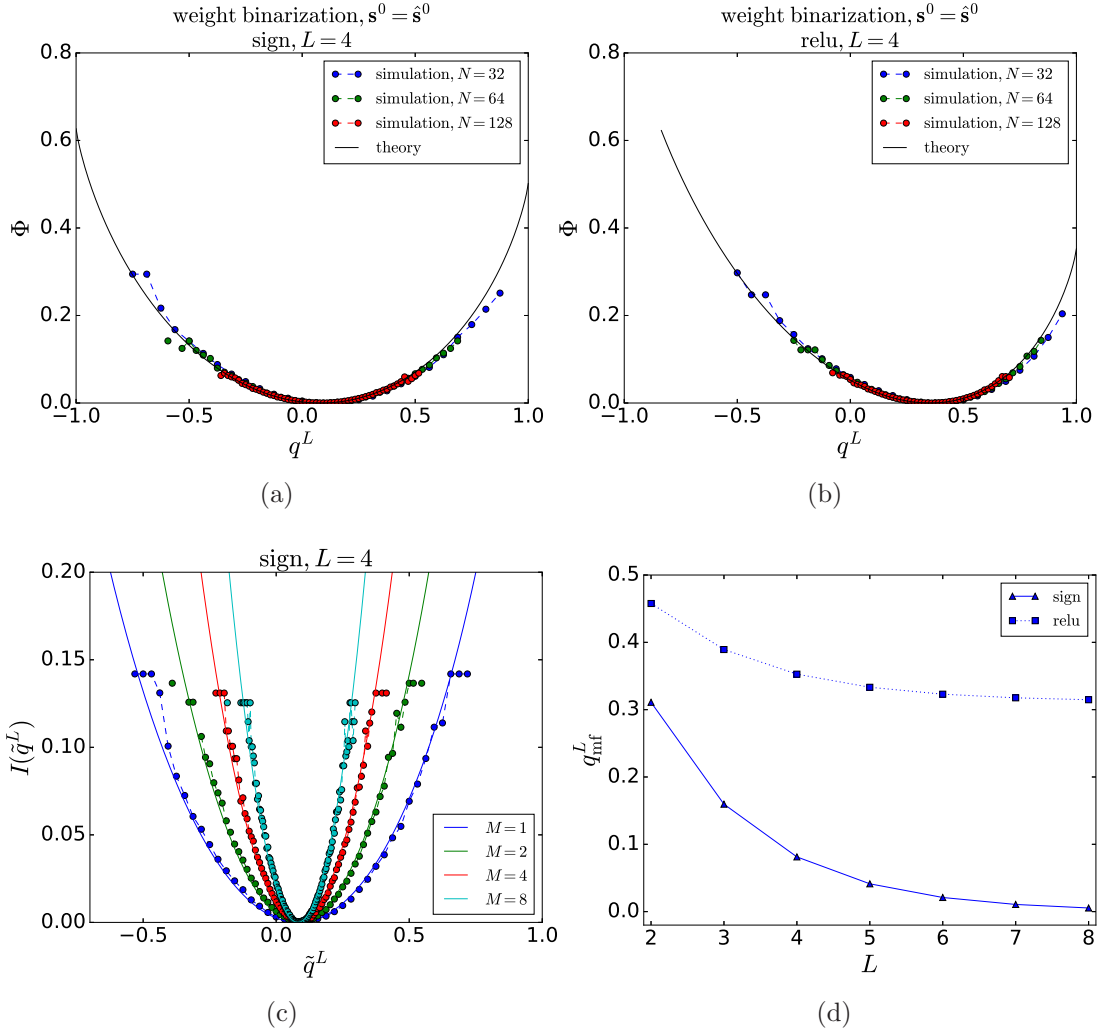 weight binarization, s⁰ = ŝ⁰
sign, L = 4
0.8
0.6
0.4
0.2
0.0
Φ
−1.0
−0.5
0.0
0.5
1.0
q^L
simulation, N = 32
simulation, N = 64
simulation, N = 128
theory
(a)
weight binarization, s⁰ = ŝ⁰
relu, L = 4
0.8
0.6
0.4
0.2
0.0
Φ
−1.0
−0.5
0.0
0.5
1.0
q^L
simulation, N = 32
simulation, N = 64
simulation, N = 128
theory
(b)
sign, L = 4
0.20
0.15
0.10
0.05
0.00
I(q̃^L)
−0.5
0.0
0.5
1.0
q̃^L
M = 1
M = 2
M = 4
M = 8
(c)
0.5
0.4
0.3
0.2
0.1
0.0
q^L_mf
2
3
4
5
6
7
8
L
sign
relu
(d)